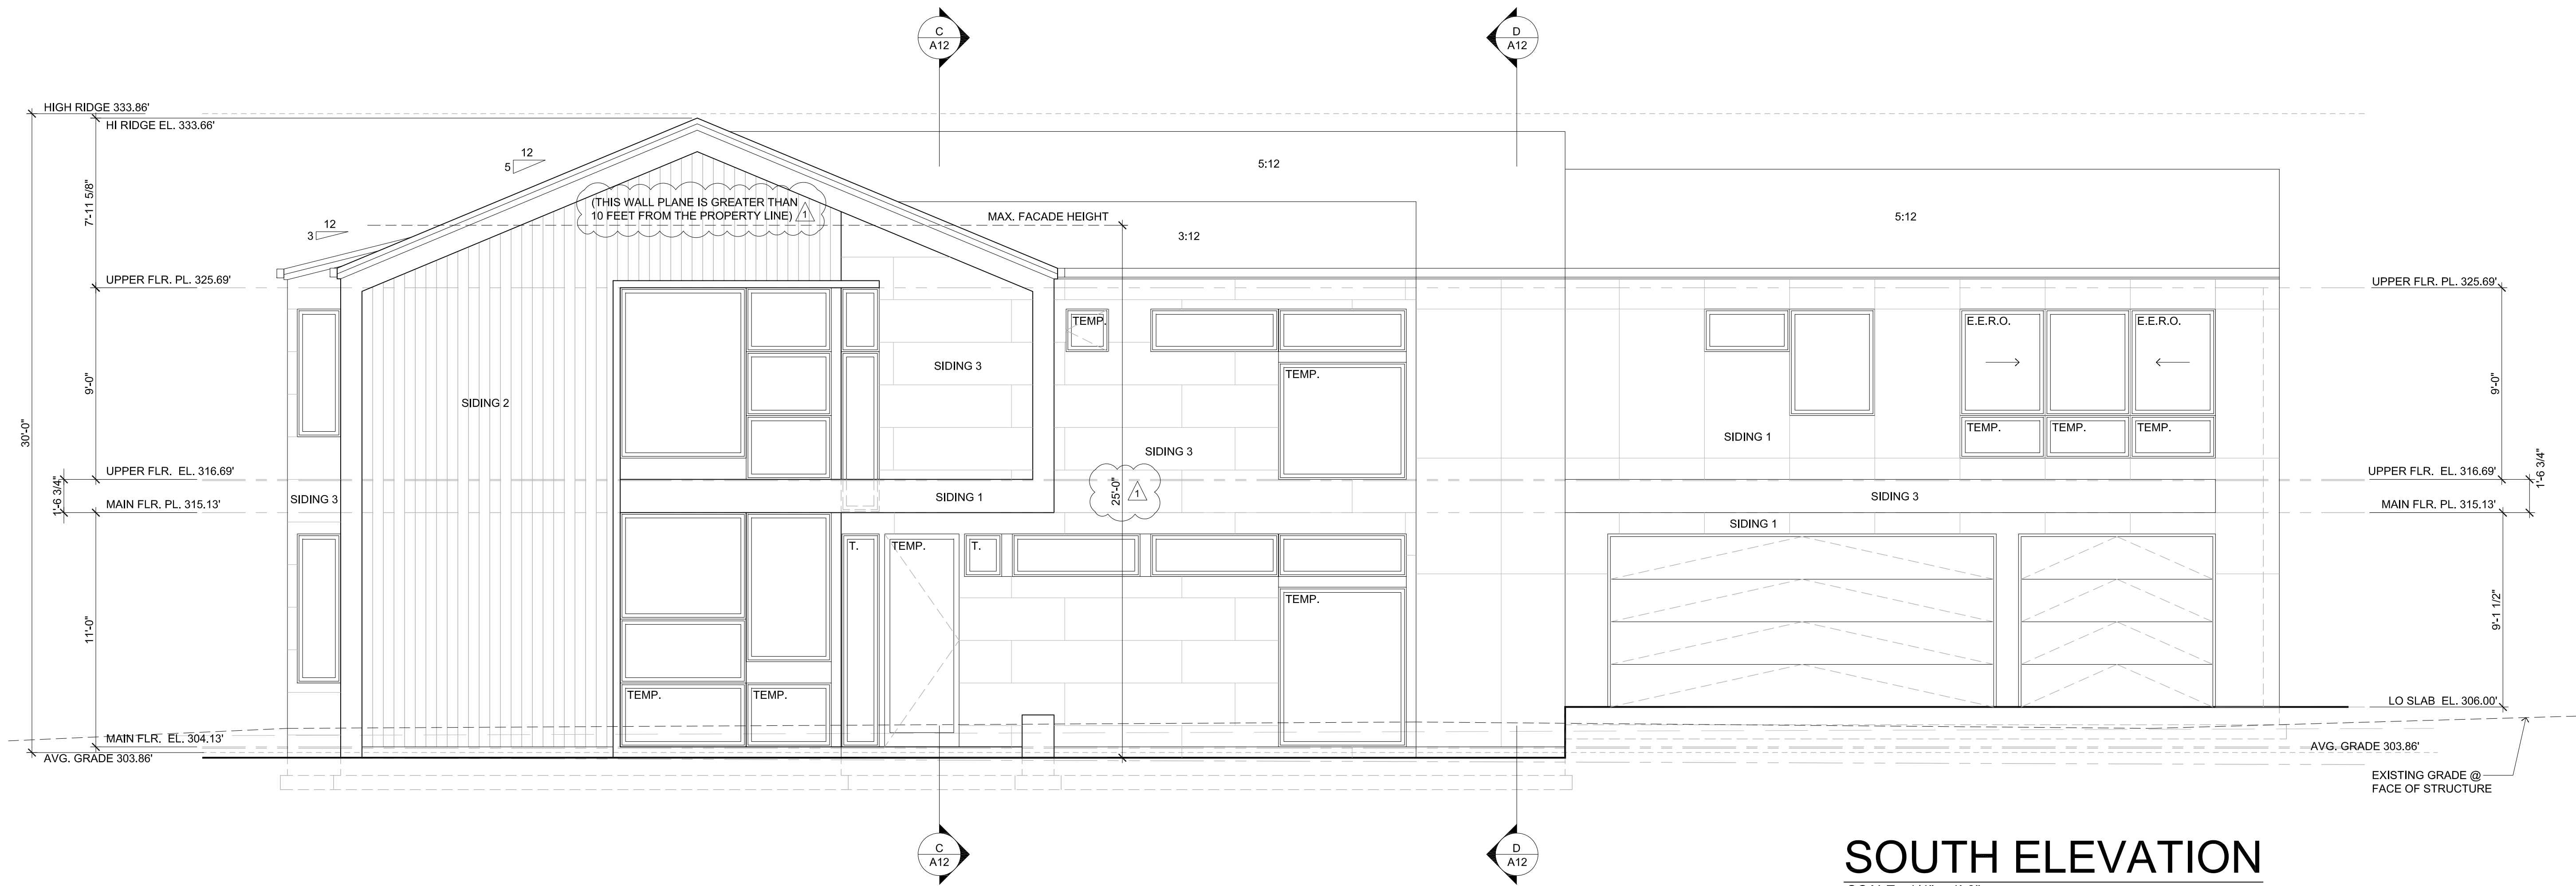 C
A12
D
A12
HIGH RIDGE 333.86'
HI RIDGE EL. 333.66'
12
5
5:12
7'-11 5/8"
(THIS WALL PLANE IS GREATER THAN
10 FEET FROM THE PROPERTY LINE)
1
MAX. FACADE HEIGHT
5:12
12
3
3:12
UPPER FLR. PL. 325.69'
UPPER FLR. PL. 325.69'
TEMP.
E.E.R.O.
E.E.R.O.
SIDING 3
TEMP.
9'-0"
9'-0"
SIDING 2
30'-0"
TEMP.
TEMP.
TEMP.
SIDING 1
SIDING 3
UPPER FLR. EL. 316.69'
UPPER FLR. EL. 316.69'
1'-6 3/4"
1'-6 3/4"
SIDING 3
SIDING 1
25'-0"
1
SIDING 3
MAIN FLR. PL. 315.13'
MAIN FLR. PL. 315.13'
SIDING 1
T.
TEMP.
T.
TEMP.
11'-0"
9'-1 1/2"
TEMP.
TEMP.
LO SLAB EL. 306.00'
MAIN FLR. EL. 304.13'
AVG. GRADE 303.86'
AVG. GRADE 303.86'
EXISTING GRADE @
FACE OF STRUCTURE
C
A12
D
A12
SOUTH ELEVATION